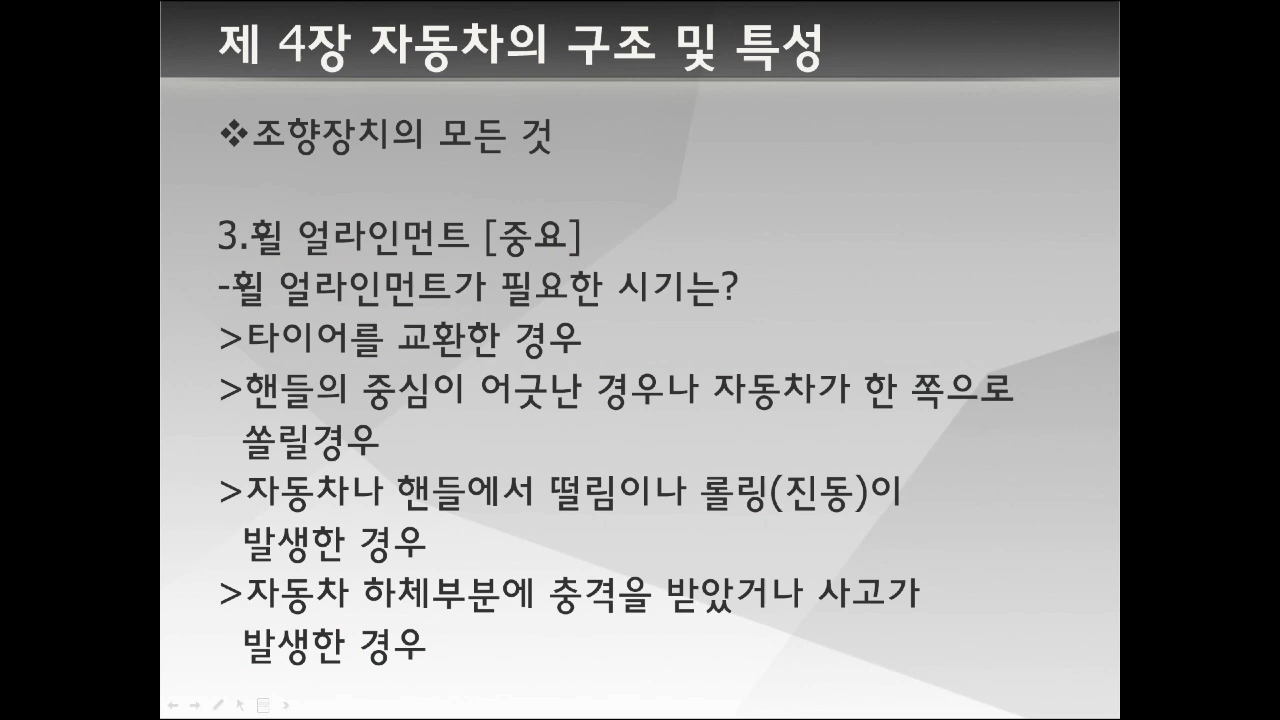 제 4장 자동차의 구조 및 특성
❖조향장치의 모든 것
3.휠 얼라인먼트 [중요]
-휠 얼라인먼트가 필요한 시기는?
>타이어를 교환한 경우
>핸들의 중심이 어긋난 경우나 자동차가 한 쪽으로
쏠릴경우
>자동차나 핸들에서 떨림이나 롤링(진동)이
발생한 경우
>자동차 하체부분에 충격을 받았거나 사고가
발생한 경우